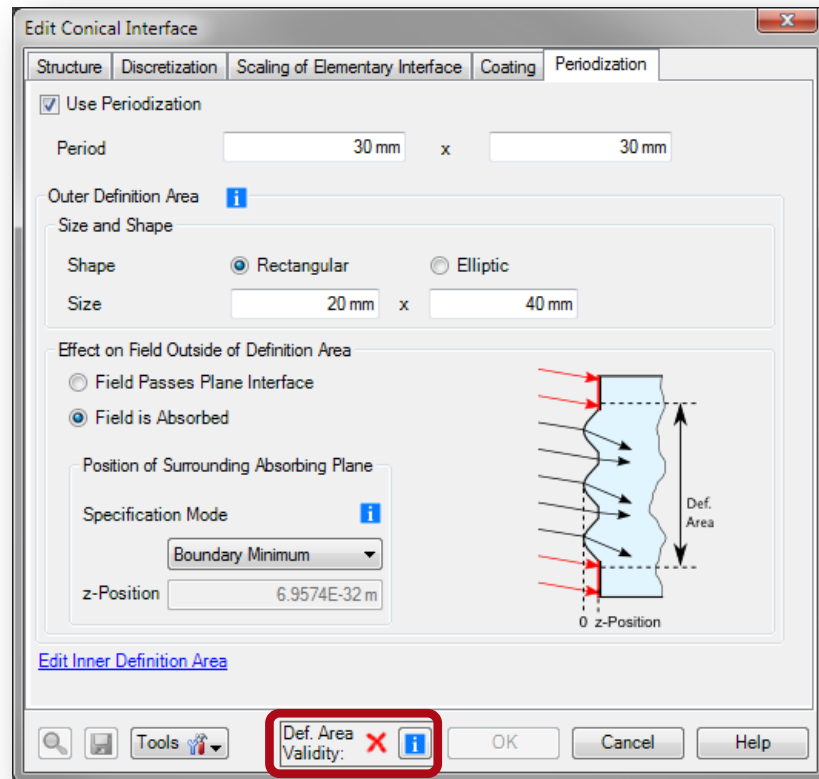 Edit Conical Interface
Structure Discretization Scaling of Elementary Interface Coating Periodization
Use Periodization
Period 30 mm x 30 mm
Outer Definition Area i
Size and Shape
Shape Rectangular Elliptic
Size 20 mm x 40 mm
Effect on Field Outside of Definition Area
Field Passes Plane Interface
Field is Absorbed
Position of Surrounding Absorbing Plane
Specification Mode i
Boundary Minimum
z-Position 6.9574E-32 m
Def.
Area
0 z-Position
Edit Inner Definition Area
Tools Def. Area
Validity: i OK Cancel Help